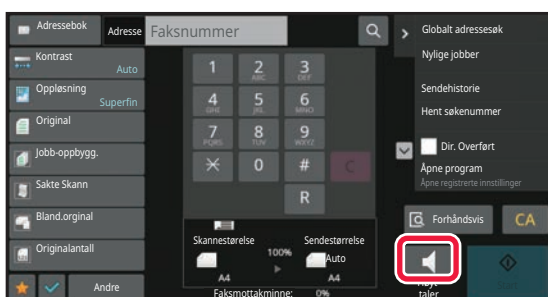 Adressebok
Adresse
Faksnummer
Kontrast
Auto
Oppløsning
Superfin
Original
Jobb-oppbygg.
Sakte Skann
Bland.orginal
Originalantall
Andre
1
2
ABC
3
DEF
4
GHI
5
JKL
6
MNO
7
PQRS
8
TUV
9
WXYZ
0
#
C
R
Skannestørelse
Sendestørrelse
100%
Auto
A4
A4
Faksmottakminne:
0%
Globalt adressesøk
Nylige jobber
Sendehistorie
Hent søkenummer
Dir. Overført
Åpne program
Åpne registrerte innstillinger
Forhåndsvis
CA
Høyt
taler
Start